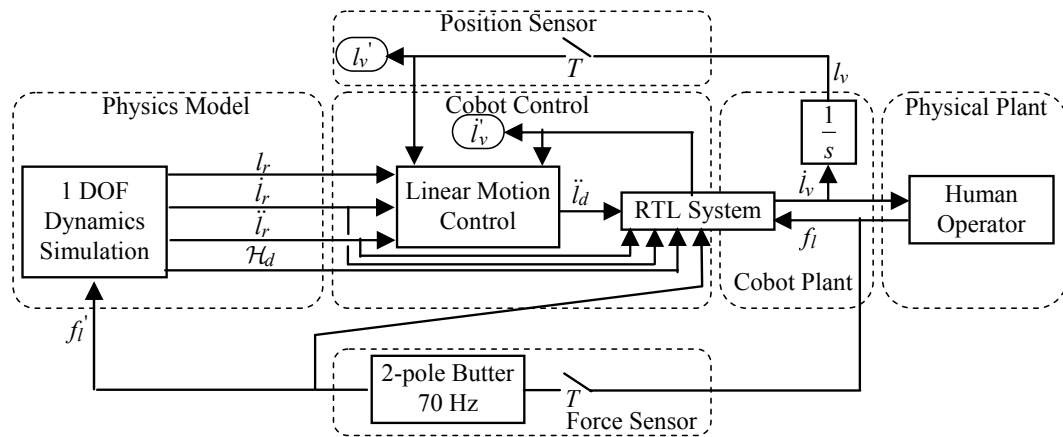 Position Sensor
l_v'
T
l_v
Physics Model
Cobot Control
Physical Plant
l̇_v'
1/s
l_r
l̇_r
l̈_r
ℋ_d
1 DOF
Dynamics
Simulation
Linear Motion
Control
l̈_d
RTL System
l̇_v
f_l
Human
Operator
Cobot Plant
f_l'
2-pole Butter
70 Hz
T
Force Sensor